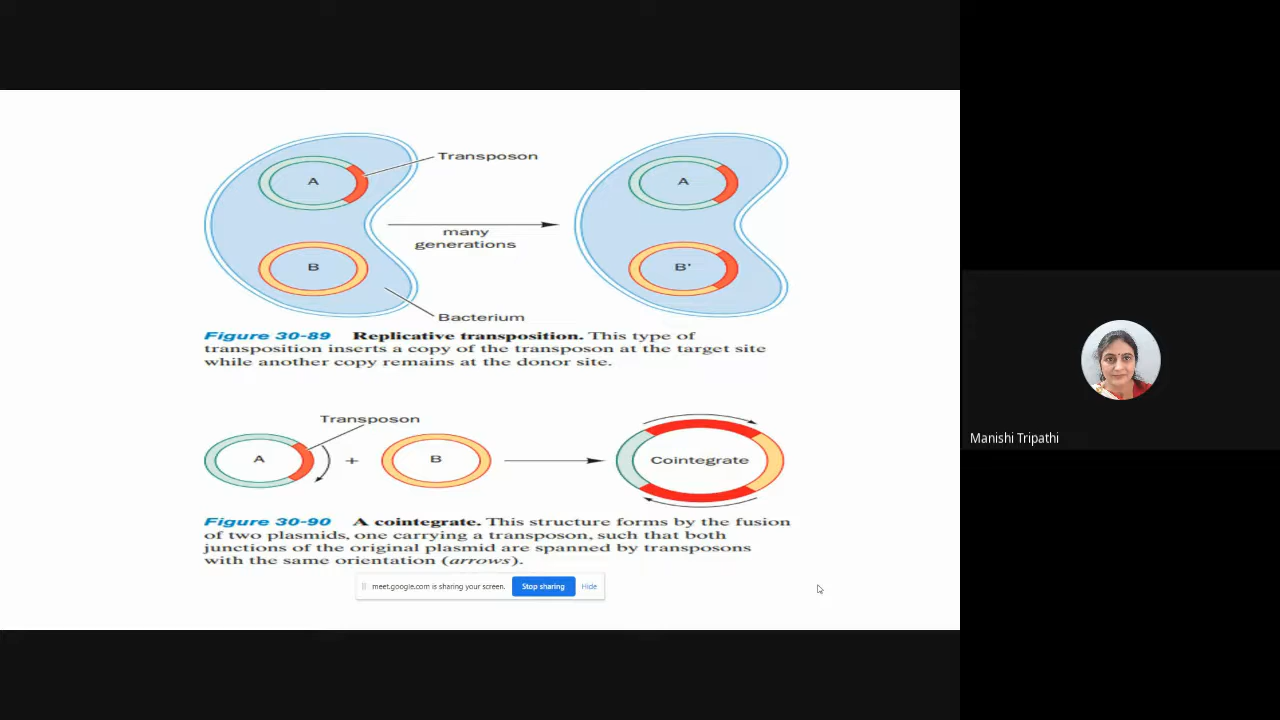 Transposon
A
A
many
generations
B
B'
Bacterium
Figure 30-89 Replicative transposition. This type of
transposition inserts a copy of the transposon at the target site
while another copy remains at the donor site.
Transposon
A
+
B
Cointegrate
Figure 30-90 A cointegrate. This structure forms by the fusion
of two plasmids, one carrying a transposon, such that both
junctions of the original plasmid are spanned by transposons
with the same orientation (arrows).
meet.google.com is sharing your screen. Stop sharing Hide
Manishi Tripathi